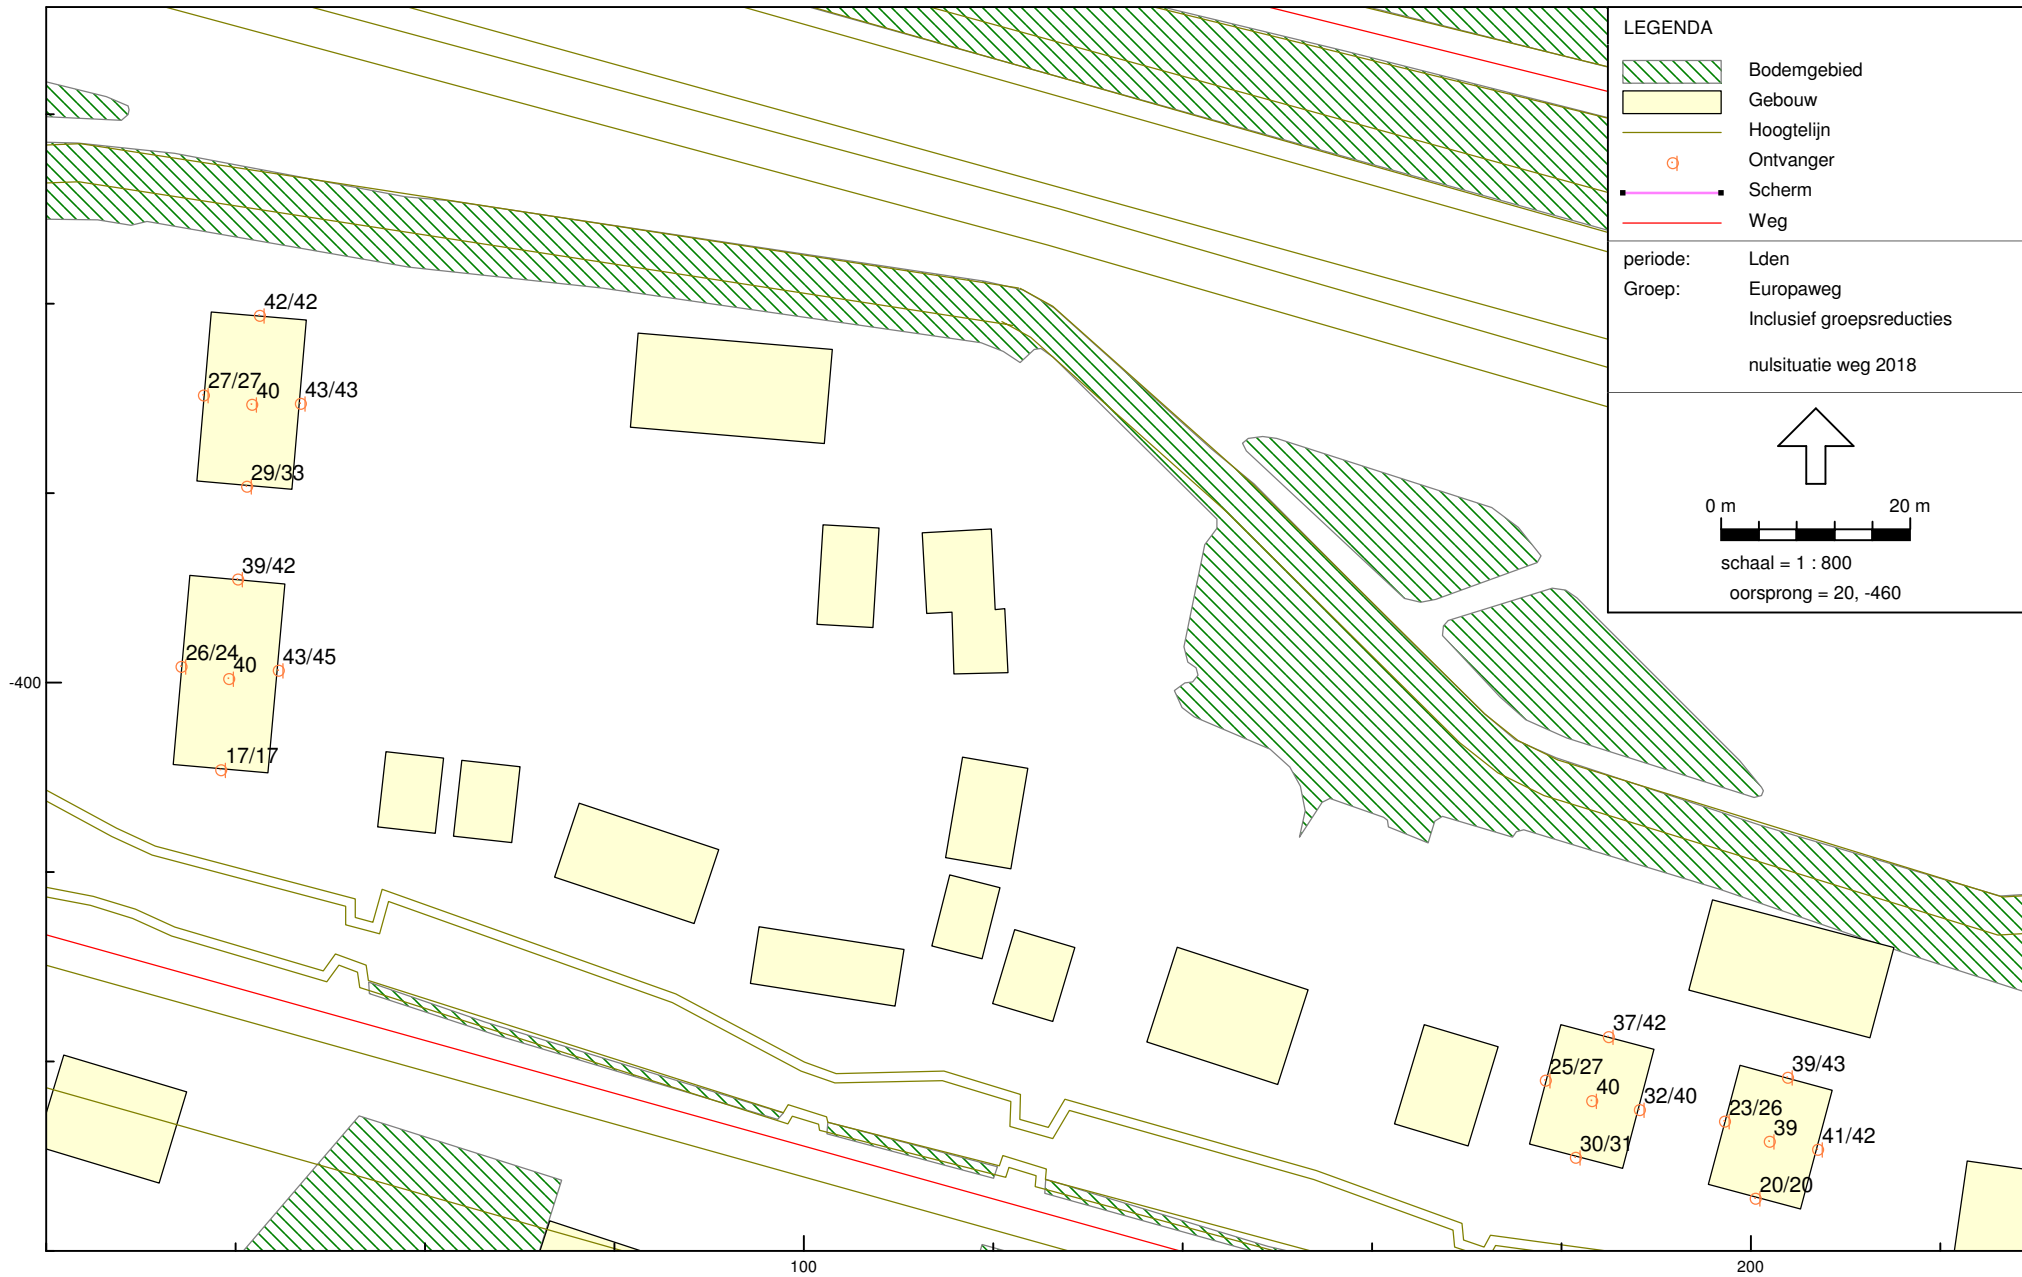 LEGENDA
Bodemgebied
Gebouw
Hoogtelijn
Ontvanger
Scherm
Weg
periode: Lden
Groep: Europaweg
Inclusief groepsreducties
nulsituatie weg 2018
0 m 20 m
schaal = 1 : 800
oorsprong = 20, -460
42/42
27/27
40
43/43
29/33
39/42
26/24
40
43/45
17/17
-400
37/42
25/27
40
32/40
30/31
39/43
23/26
39
41/42
20/20
100
200